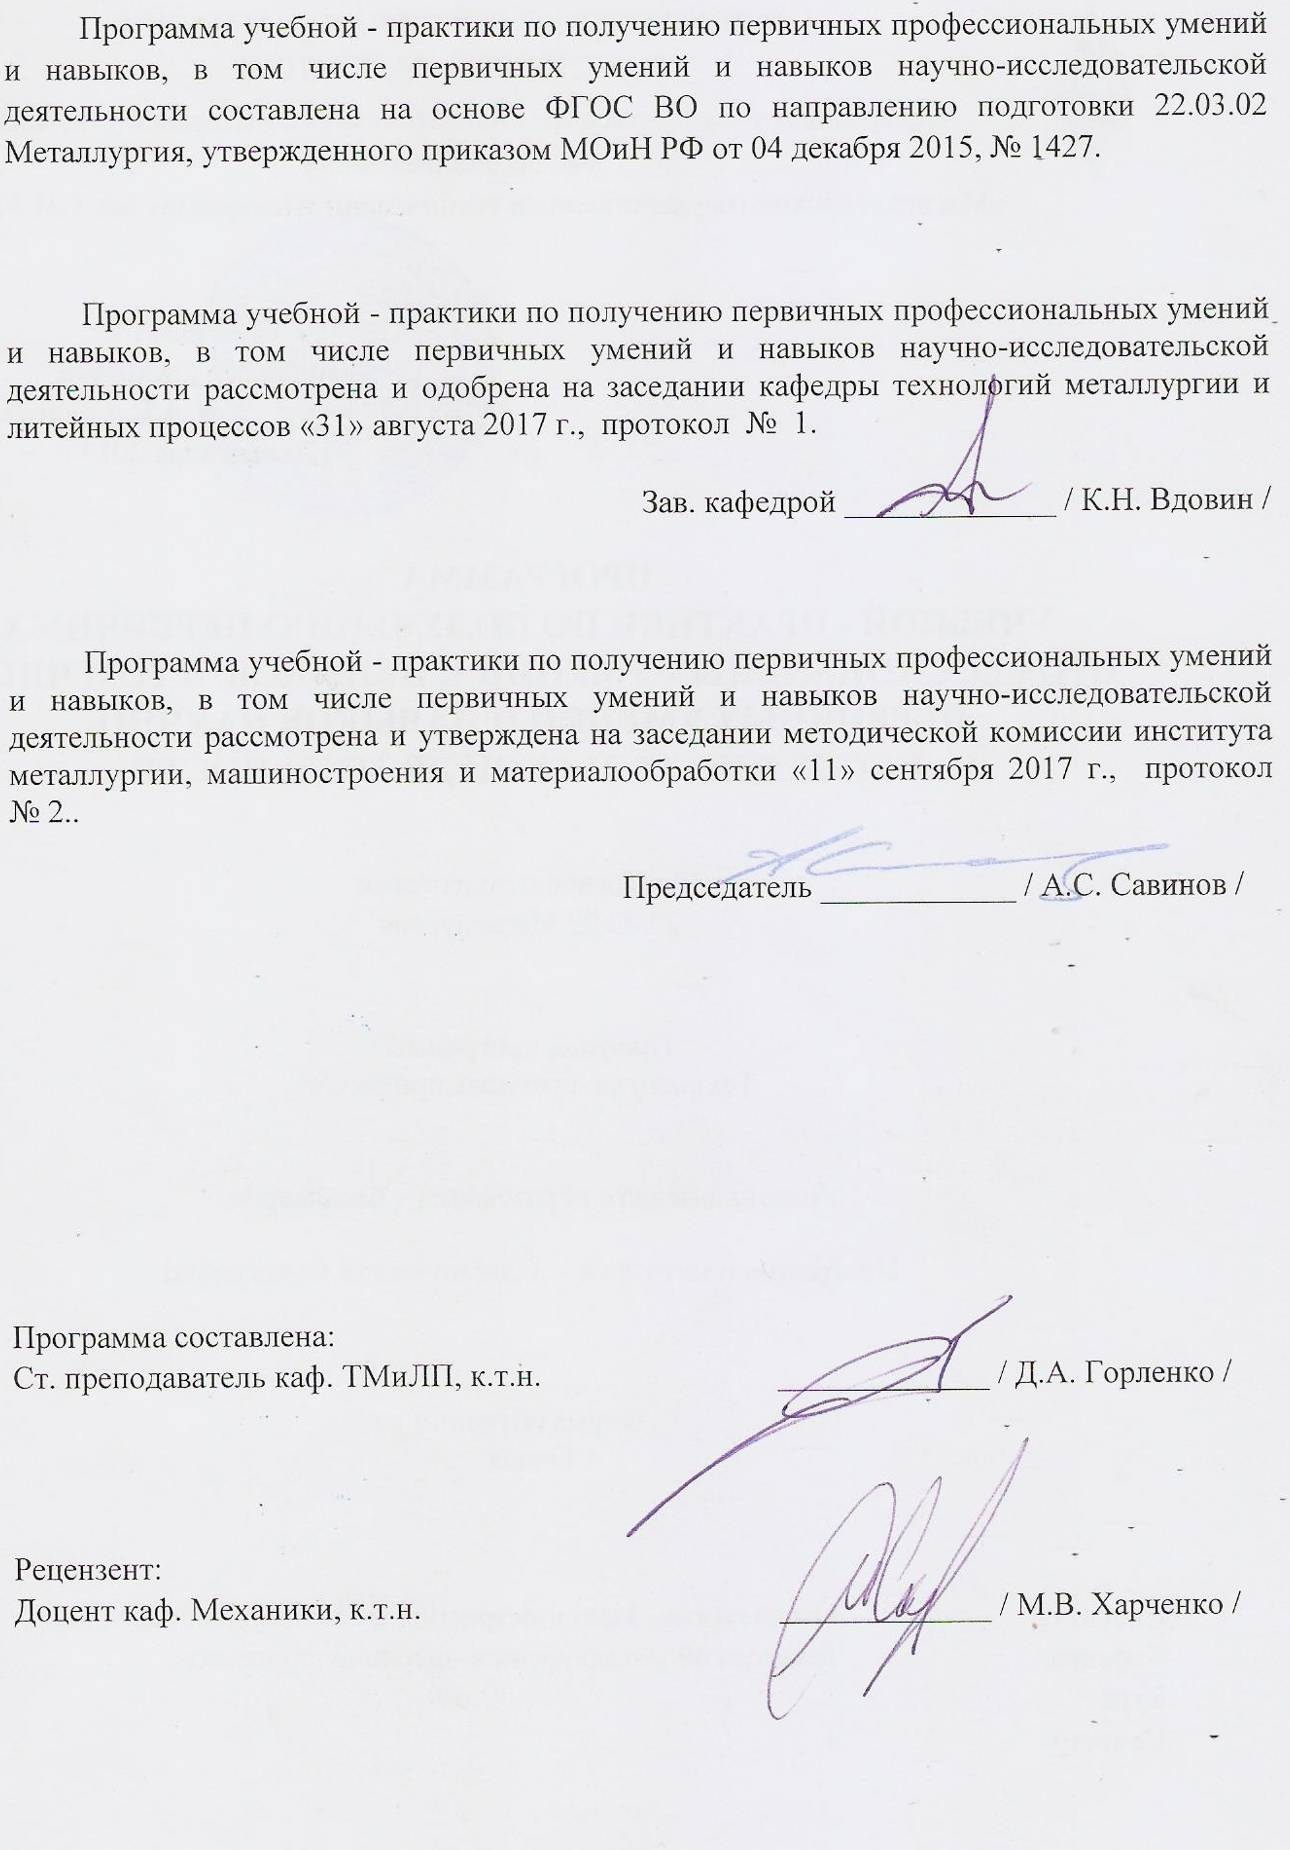 Программа учебной - практики по получению первичных профессиональных умений
и навыков, в том числе первичных умений и навыков научно-исследовательской
деятельности составлена на основе ФГОС ВО по направлению подготовки 22.03.02
Металлургия, утвержденного приказом МОиН РФ от 04 декабря 2015, № 1427.
Программа учебной - практики по получению первичных профессиональных умений
и навыков, в том числе первичных умений и навыков научно-исследовательской
деятельности рассмотрена и одобрена на заседании кафедры технологий металлургии и
литейных процессов «31» августа 2017 г., протокол № 1.
Зав. кафедрой _____________ / К.Н. Вдовин /
Программа учебной - практики по получению первичных профессиональных умений
и навыков, в том числе первичных умений и навыков научно-исследовательской
деятельности рассмотрена и утверждена на заседании методической комиссии института
металлургии, машиностроения и материалообработки «11» сентября 2017 г., протокол
№ 2..
Председатель ____________ / А.С. Савинов /
Программа составлена:
Ст. преподаватель каф. ТМиЛП, к.т.н. _____________ / Д.А. Горленко /
Рецензент:
Доцент каф. Механики, к.т.н. _____________ / М.В. Харченко /